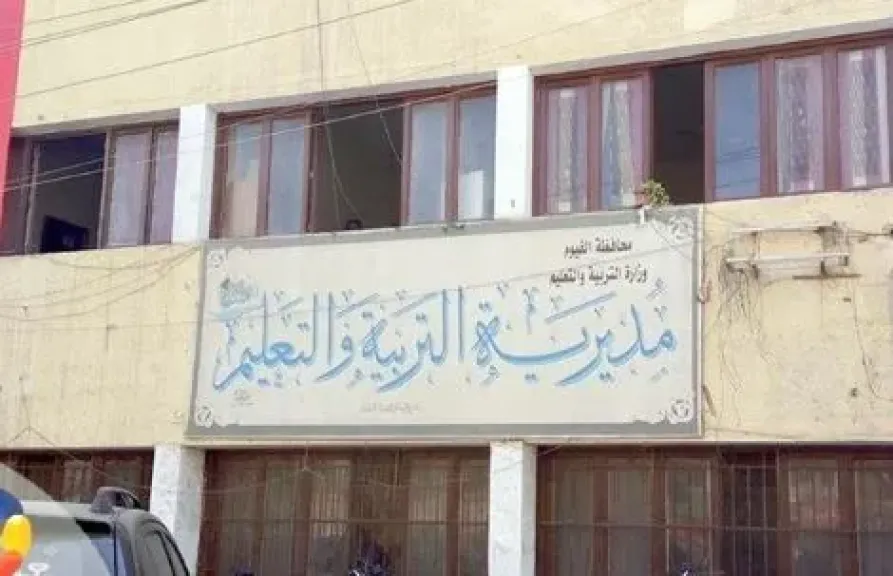 محافظة الفيوم
وزارة التربية والتعليم
مديرية التربية والتعليم